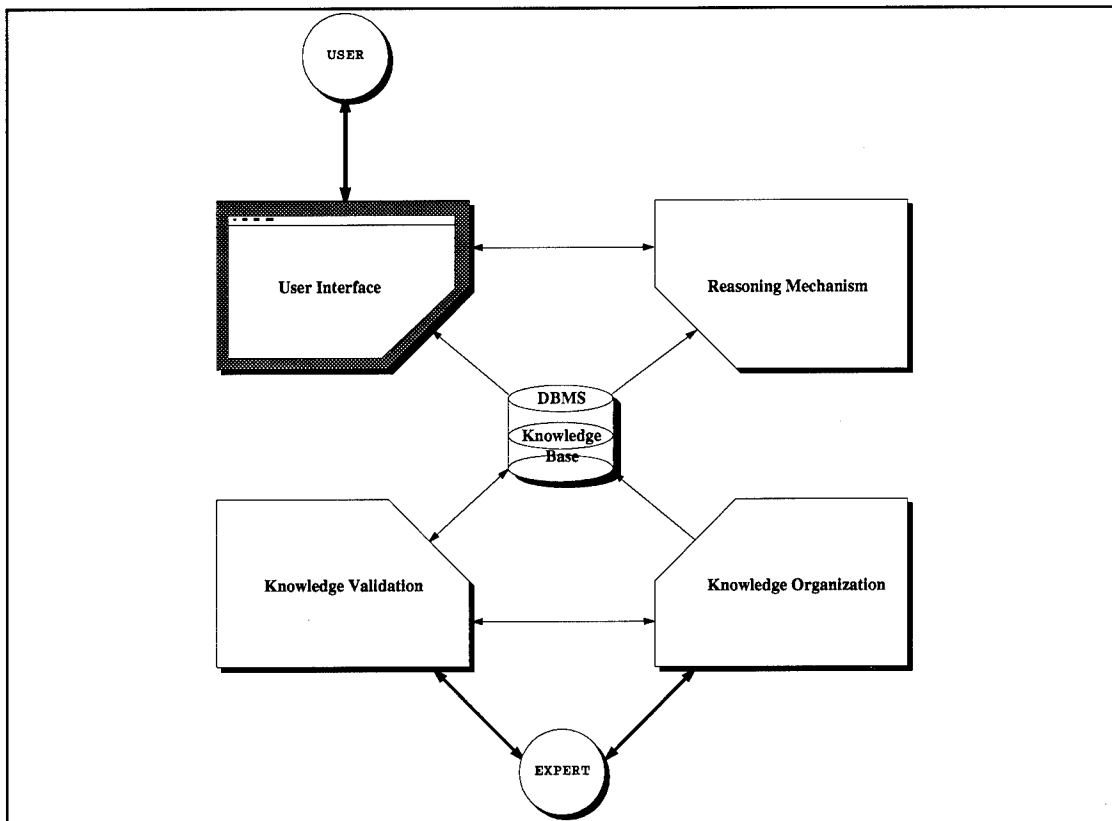 USER
User Interface
Reasoning Mechanism
DBMS
Knowledge
Base
Knowledge Validation
Knowledge Organization
EXPERT